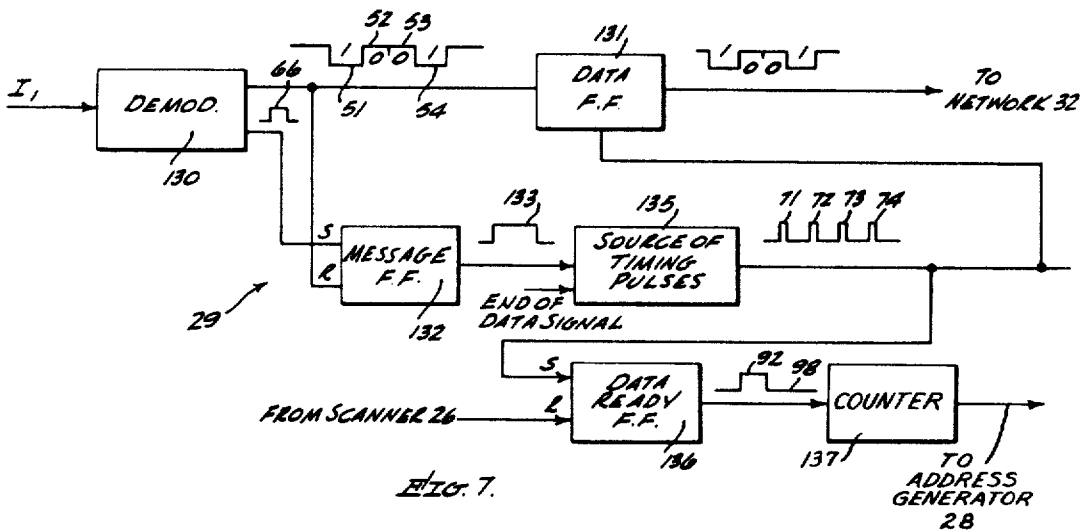 I1
DEMOD.
130
66
52 53
1 0 0 1
51 54
131
DATA
F.F.
1 0 0 1
TO
NETWORK 32
S
R
MESSAGE
F.F.
132
133
135
SOURCE OF
TIMING
PULSES
71 72 73 74
END OF
DATA SIGNAL
29
S
R
DATA
READY
F.F.
136
FROM SCANNER 26
92
98
COUNTER
137
TO
ADDRESS
GENERATOR
28
FIG. 7.